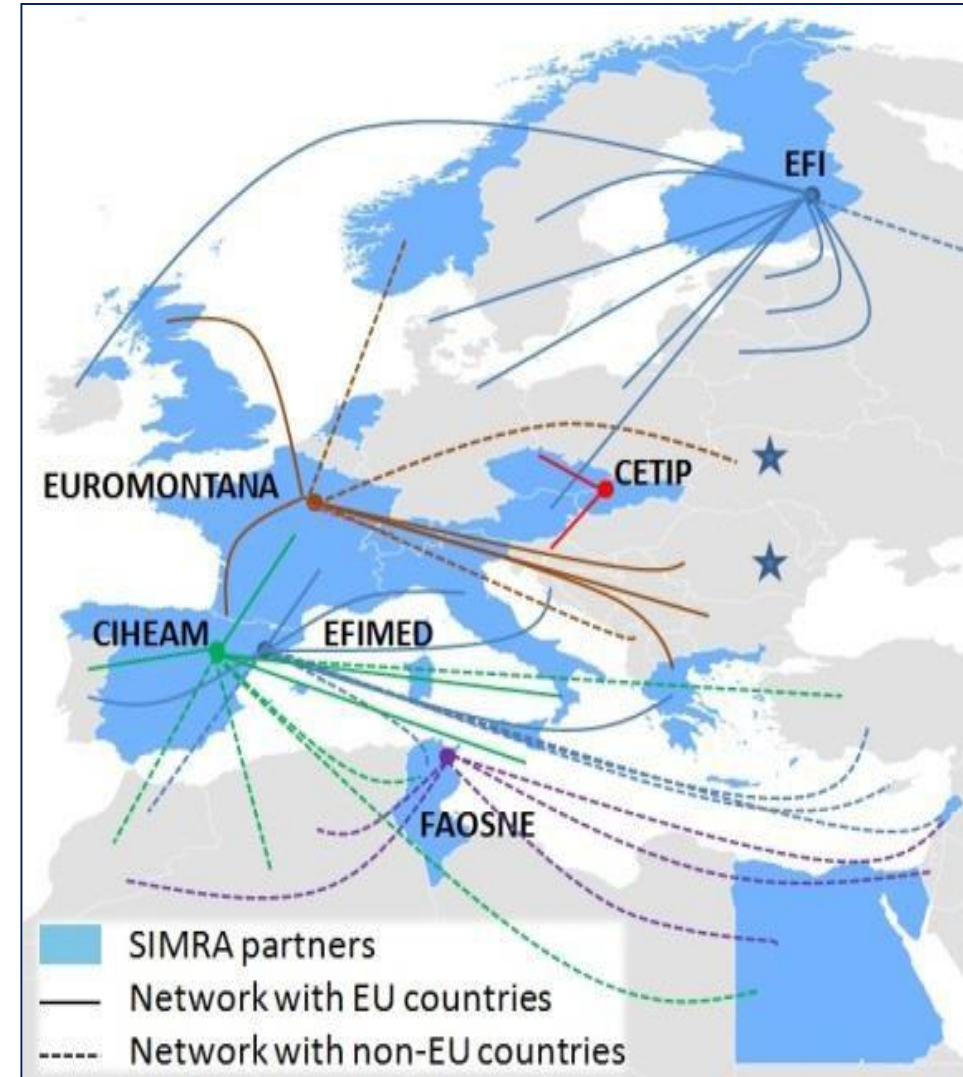 EFI
EUROMONTANA
CETIP
CIHEAM
EFIMED
FAOSNE
SIMRA partners
Network with EU countries
Network with non-EU countries